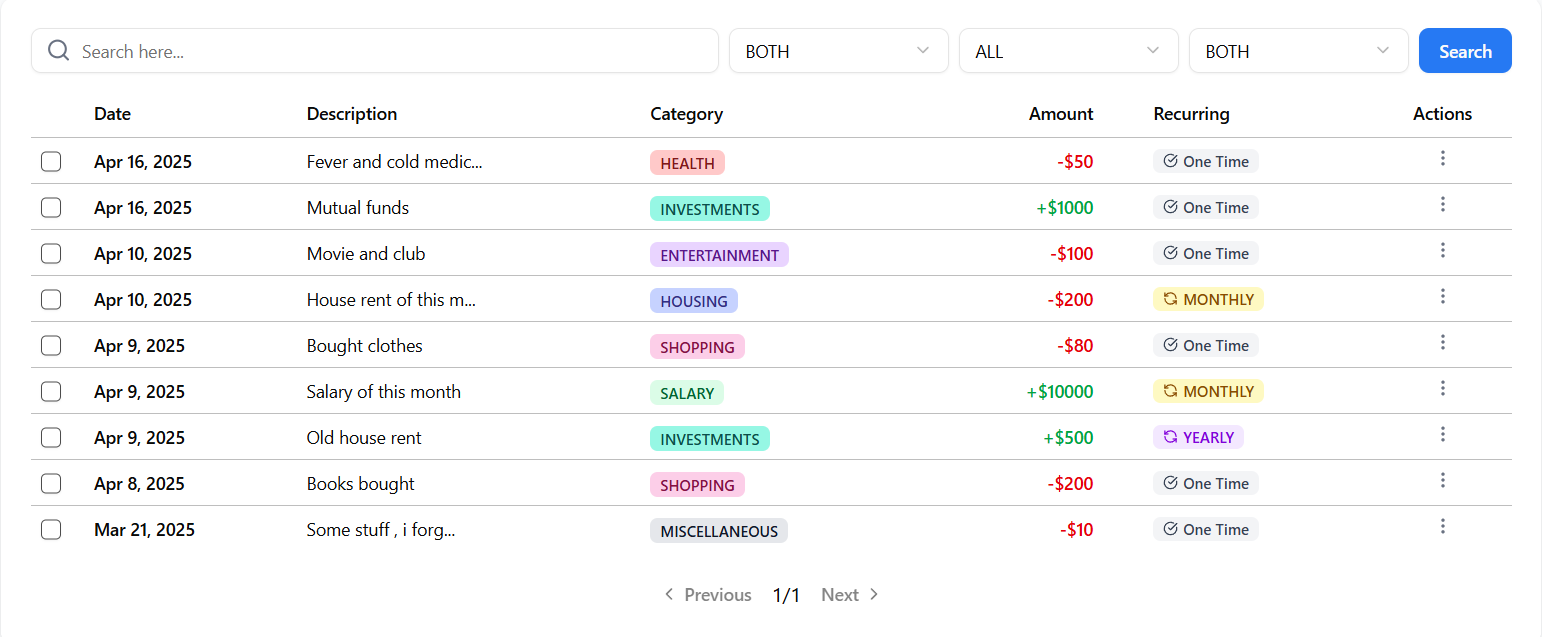 Search here... BOTH ALL BOTH Search
Date Description Category Amount Recurring Actions
Apr 16, 2025 Fever and cold medic... HEALTH -$50 One Time
Apr 16, 2025 Mutual funds INVESTMENTS +$1000 One Time
Apr 10, 2025 Movie and club ENTERTAINMENT -$100 One Time
Apr 10, 2025 House rent of this m... HOUSING -$200 MONTHLY
Apr 9, 2025 Bought clothes SHOPPING -$80 One Time
Apr 9, 2025 Salary of this month SALARY +$10000 MONTHLY
Apr 9, 2025 Old house rent INVESTMENTS +$500 YEARLY
Apr 8, 2025 Books bought SHOPPING -$200 One Time
Mar 21, 2025 Some stuff , i forg... MISCELLANEOUS -$10 One Time
Previous 1/1 Next